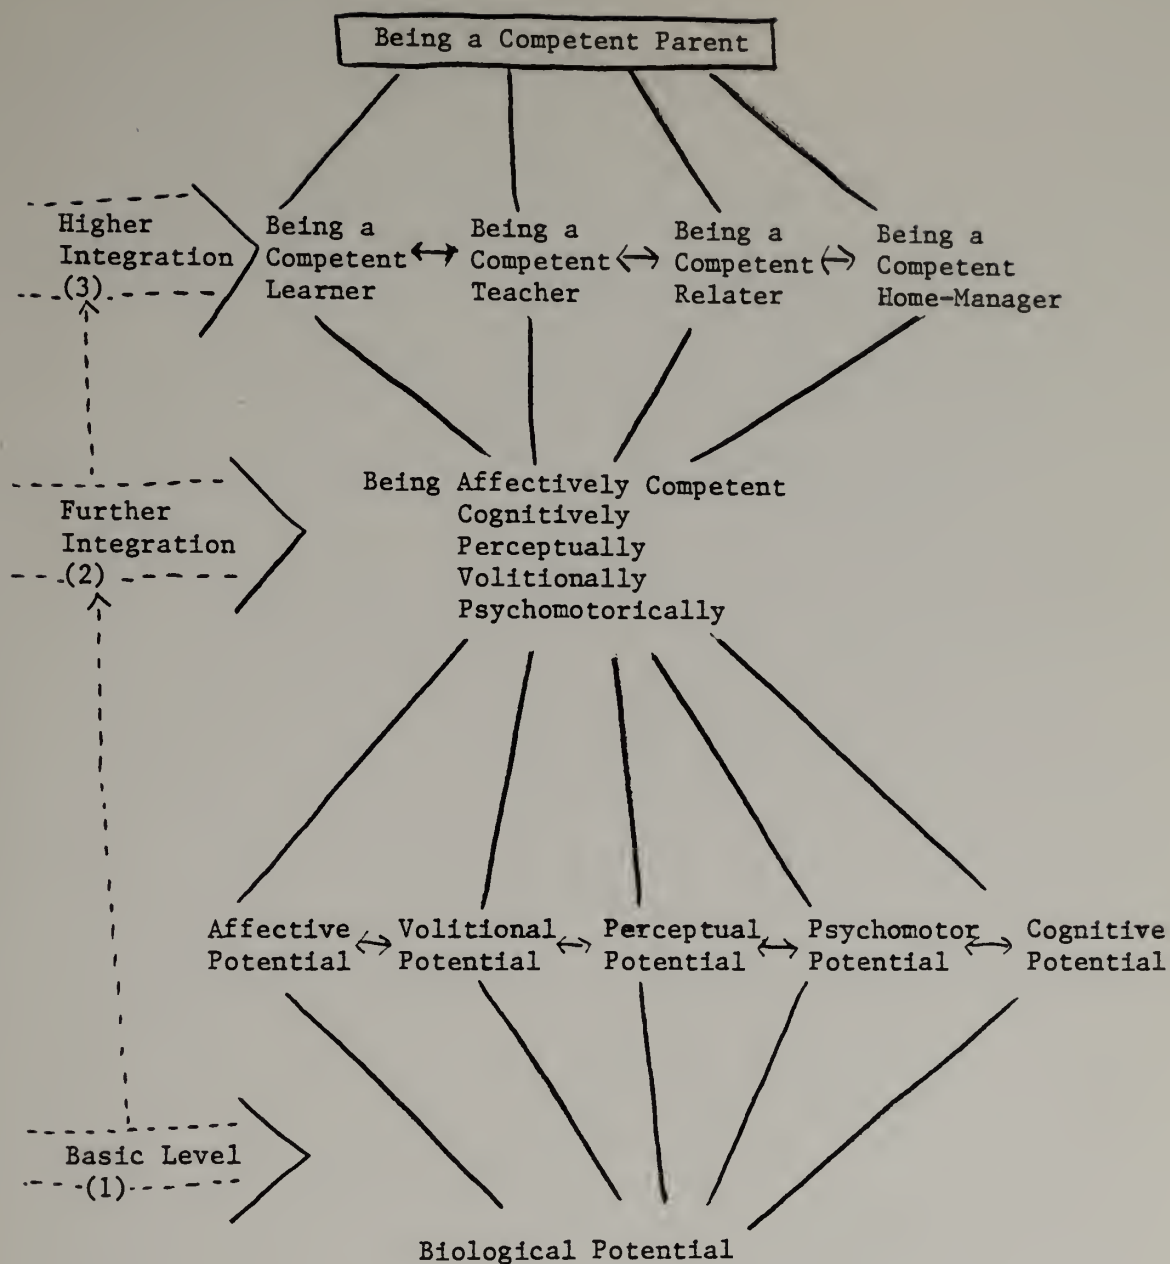 Being a Competent Parent
Higher
Integration
(3)
Being a
Competent
Learner
Being a
Competent
Teacher
Being a
Competent
Relater
Being a
Competent
Home-Manager
Further
Integration
(2)
Being Affectively Competent
Cognitively
Perceptually
Volitionally
Psychomotorically
Affective
Potential
Volitional
Potential
Perceptual
Potential
Psychomotor
Potential
Cognitive
Potential
Basic Level
(1)
Biological Potential